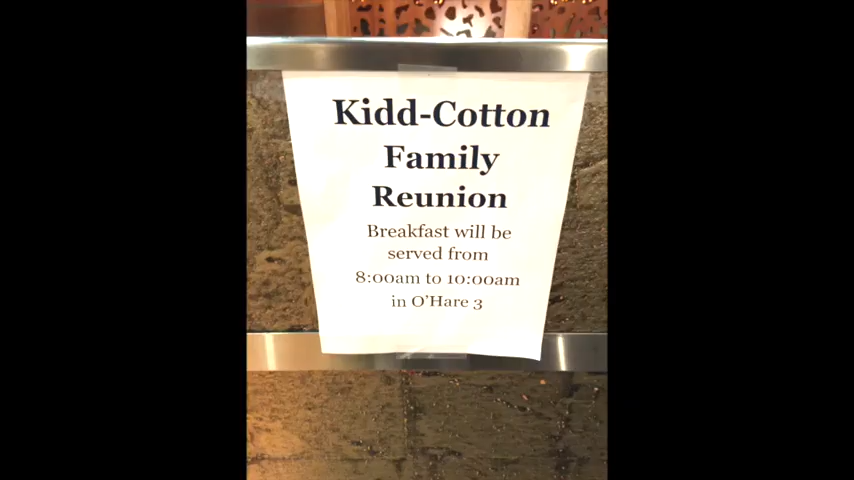 Kidd-Cotton
Family
Reunion
Breakfast will be
served from
8:00am to 10:00am
in O'Hare 3